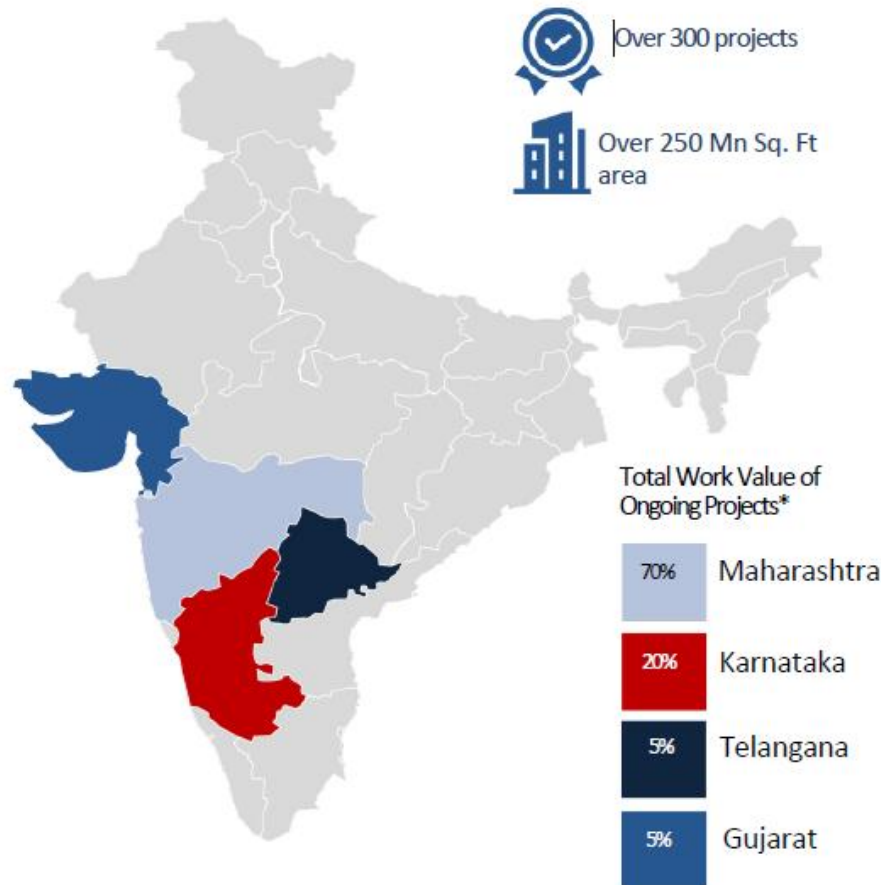 Over 300 projects
Over 250 Mn Sq. Ft
area
Total Work Value of
Ongoing Projects*
70% Maharashtra
20% Karnataka
5% Telangana
5% Gujarat